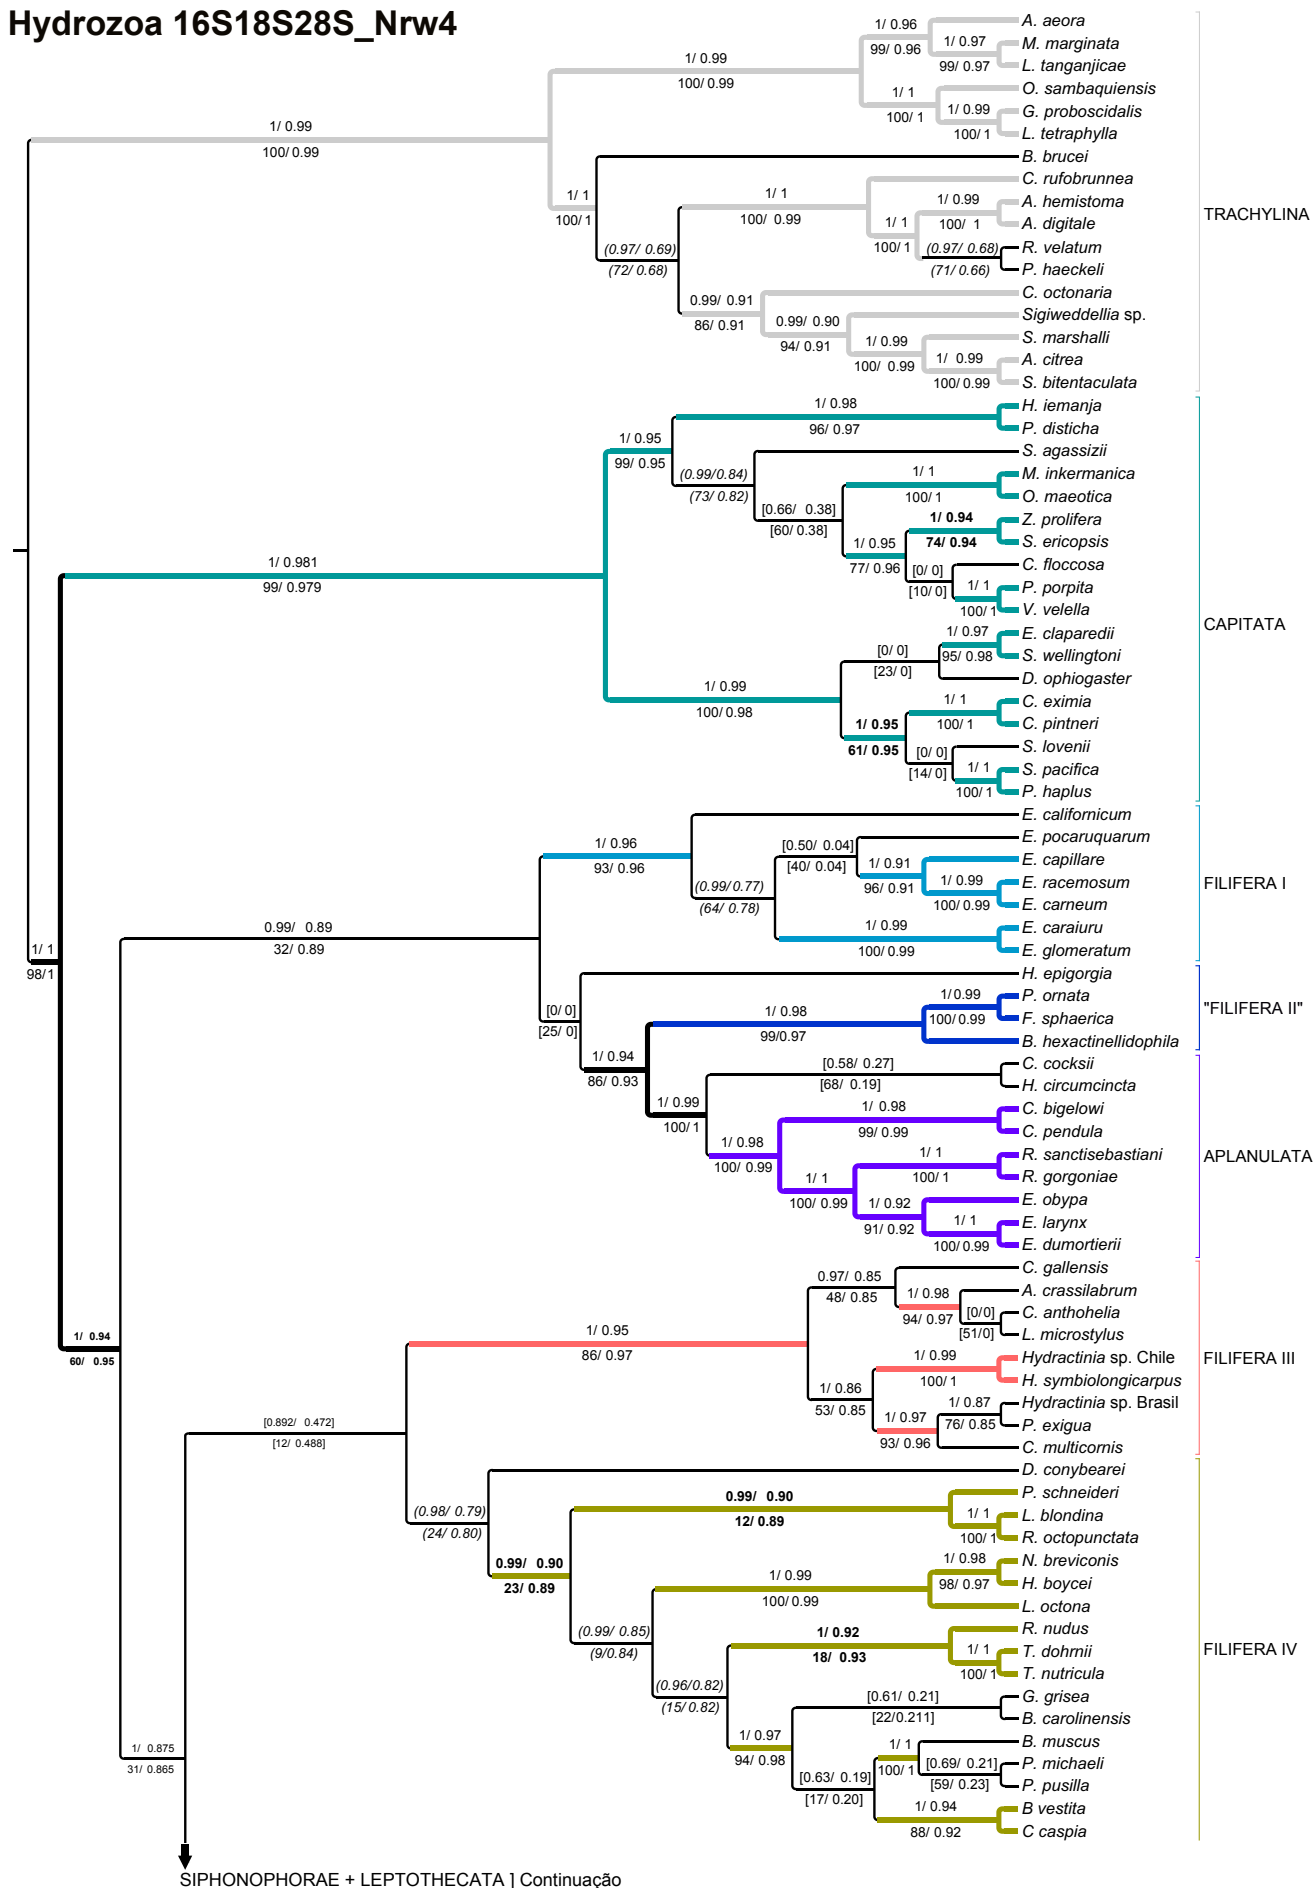 Hydrozoa 16S18S28S_Nrw4
A. aeora
1/ 0.96
99/ 0.96
M. marginata
1/ 0.97
99/ 0.97
L. tanganjicae
1/ 0.99
100/ 0.99
O. sambaquiensis
1/ 1
100/ 1
G. proboscidalis
1/ 0.99
100/ 1
L. tetraphylla
1/ 0.99
100/ 0.99
B. brucei
1/ 1
100/ 1
C. rufobrunnea
1/ 1
100/ 0.99
A. hemistoma
1/ 0.99
100/ 1
A. digitale
TRACHYLINA
1/ 1
100/ 1
R. velatum
(0.97/ 0.68)
(71/ 0.66)
P. haeckeli
(0.97/ 0.69)
(72/ 0.68)
C. octonaria
0.99/ 0.91
86/ 0.91
Sigiweddellia sp.
0.99/ 0.90
94/ 0.91
S. marshalli
1/ 0.99
100/ 0.99
A. citrea
1/ 0.99
100/ 0.99
S. bitentaculata
H. iemanja
1/ 0.98
96/ 0.97
P. disticha
1/ 0.95
99/ 0.95
S. agassizii
(0.99/0.84)
(73/ 0.82)
M. inkermanica
1/ 1
100/ 1
O. maeotica
[0.66/ 0.38]
[60/ 0.38]
Z. prolifera
1/ 0.94
74/ 0.94
S. ericopsis
1/ 0.95
77/ 0.96
C. floccosa
[0/ 0]
[10/ 0]
P. porpita
1/ 1
100/ 1
V. velella
1/ 0.981
99/ 0.979
CAPITATA
E. claparedii
1/ 0.97
95/ 0.98
S. wellingtoni
[0/ 0]
[23/ 0]
D. ophiogaster
1/ 0.99
100/ 0.98
C. eximia
1/ 1
100/ 1
C. pintneri
1/ 0.95
61/ 0.95
S. lovenii
[0/ 0]
[14/ 0]
S. pacifica
1/ 1
100/ 1
P. haplus
E. californicum
1/ 0.96
93/ 0.96
E. pocaruquarum
[0.50/ 0.04]
[40/ 0.04]
E. capillare
1/ 0.91
96/ 0.91
E. racemosum
1/ 0.99
100/ 0.99
E. carneum
FILIFERA I
(0.99/0.77)
(64/ 0.78)
E. caraiuru
1/ 0.99
100/ 0.99
E. glomeratum
0.99/ 0.89
32/ 0.89
1/ 1
98/1
H. epigorgia
[0/ 0]
[25/ 0]
P. ornata
1/ 0.99
100/ 0.99
F. sphaerica
1/ 0.98
99/0.97
B. hexactinellidophila
"FILIFERA II"
1/ 0.94
86/ 0.93
C. cocksii
[0.58/ 0.27]
[68/ 0.19]
H. circumcincta
1/ 0.99
100/ 1
C. bigelowi
1/ 0.98
99/ 0.99
C. pendula
1/ 0.98
100/ 0.99
R. sanctisebastiani
1/ 1
100/ 1
R. gorgoniae
APLANULATA
1/ 1
100/ 0.99
E. obypa
1/ 0.92
91/ 0.92
E. larynx
1/ 1
100/ 0.99
E. dumortierii
C. gallensis
0.97/ 0.85
48/ 0.85
A. crassilabrum
1/ 0.98
94/ 0.97
C. anthohelia
[0/0]
[51/0]
L. microstylus
1/ 0.94
60/ 0.95
1/ 0.95
86/ 0.97
Hydractinia sp. Chile
1/ 0.99
100/ 1
H. symbiolongicarpus
FILIFERA III
1/ 0.86
53/ 0.85
Hydractinia sp. Brasil
1/ 0.87
76/ 0.85
P. exigua
1/ 0.97
93/ 0.96
C. multicornis
[0.892/ 0.472]
[12/ 0.488]
D. conybearei
(0.98/ 0.79)
(24/ 0.80)
P. schneideri
0.99/ 0.90
12/ 0.89
L. blondina
1/ 1
100/ 1
R. octopunctata
0.99/ 0.90
23/ 0.89
N. breviconis
1/ 0.98
98/ 0.97
H. boycei
1/ 0.99
100/ 0.99
L. octona
(0.99/ 0.85)
(9/0.84)
R. nudus
1/ 0.92
18/ 0.93
T. dohrnii
1/ 1
100/ 1
T. nutricula
FILIFERA IV
(0.96/0.82)
(15/ 0.82)
G. grisea
[0.61/ 0.21]
[22/0.211]
B. carolinensis
1/ 0.97
94/ 0.98
B. muscus
1/ 1
100/ 1
P. michaeli
[0.69/ 0.21]
[59/ 0.23]
P. pusilla
[0.63/ 0.19]
[17/ 0.20]
B vestita
1/ 0.94
88/ 0.92
C caspia
1/ 0.875
31/ 0.865
SIPHONOPHORAE + LEPTOTHECATA ] Continuação